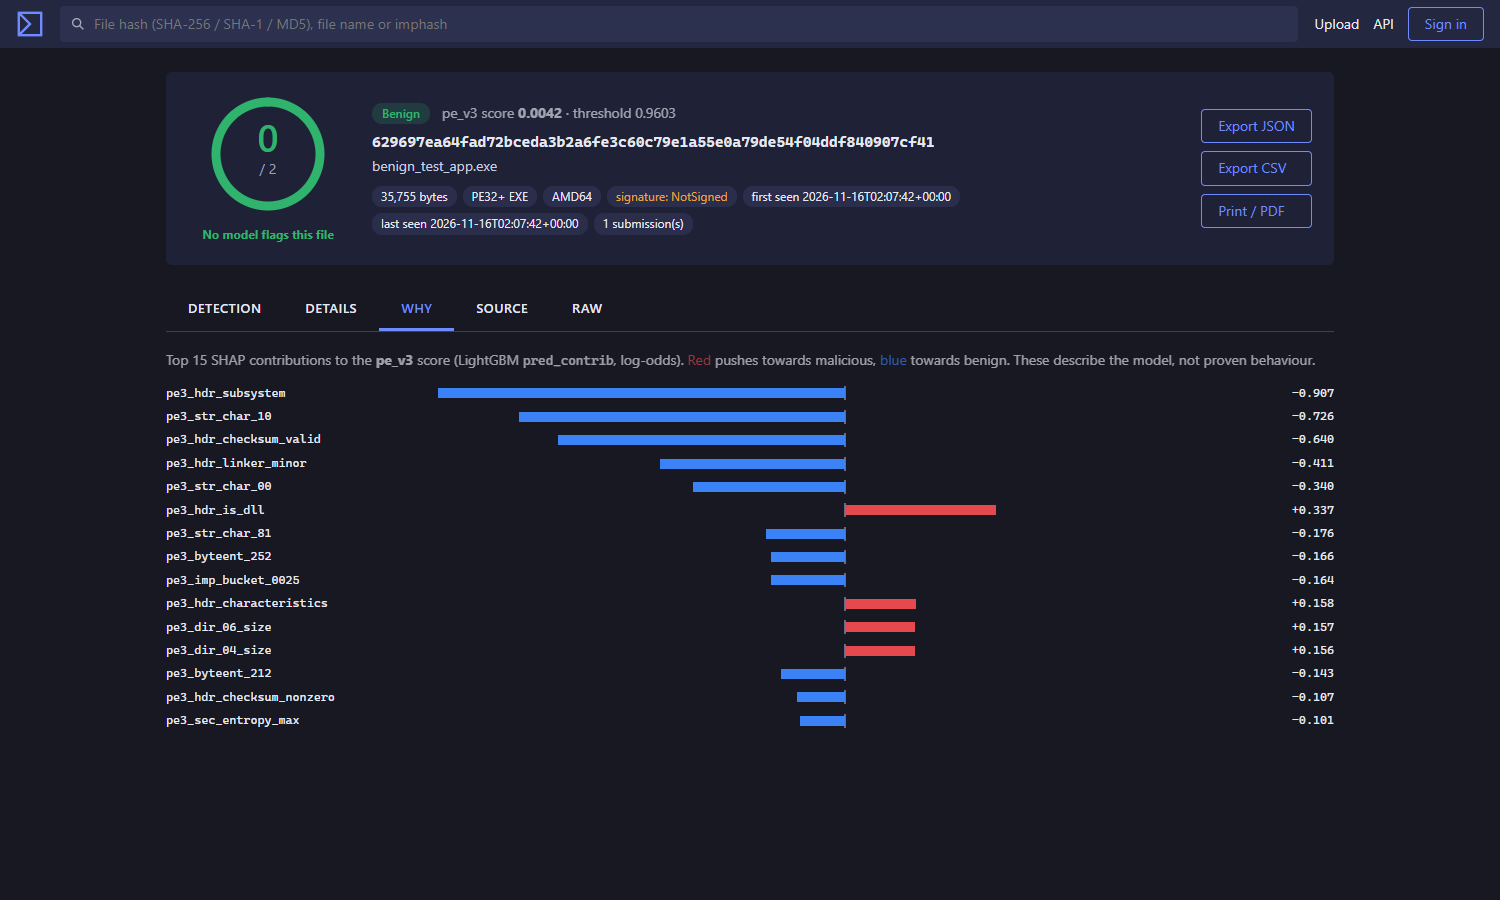 File hash (SHA-256 / SHA-1 / MD5), file name or imphash
Upload
API
Sign in
0
/ 2
No model flags this file
Benign
pe_v3 score 0.0042 · threshold 0.9603
629697ea64fad72bceda3b2a6fe3c60c79e1a55e0a79de54f04ddf840907cf41
benign_test_app.exe
35,755 bytes
PE32+ EXE
AMD64
signature: NotSigned
first seen 2026-11-16T02:07:42+00:00
last seen 2026-11-16T02:07:42+00:00
1 submission(s)
Export JSON
Export CSV
Print / PDF
DETECTION
DETAILS
WHY
SOURCE
RAW
Top 15 SHAP contributions to the pe_v3 score (LightGBM pred_contrib, log-odds). Red pushes towards malicious, blue towards benign. These describe the model, not proven behaviour.
pe3_hdr_subsystem −0.907
pe3_str_char_10 −0.726
pe3_hdr_checksum_valid −0.640
pe3_hdr_linker_minor −0.411
pe3_str_char_00 −0.340
pe3_hdr_is_dll +0.337
pe3_str_char_81 −0.176
pe3_byteent_252 −0.166
pe3_imp_bucket_0025 −0.164
pe3_hdr_characteristics +0.158
pe3_dir_06_size +0.157
pe3_dir_04_size +0.156
pe3_byteent_212 −0.143
pe3_hdr_checksum_nonzero −0.107
pe3_sec_entropy_max −0.101